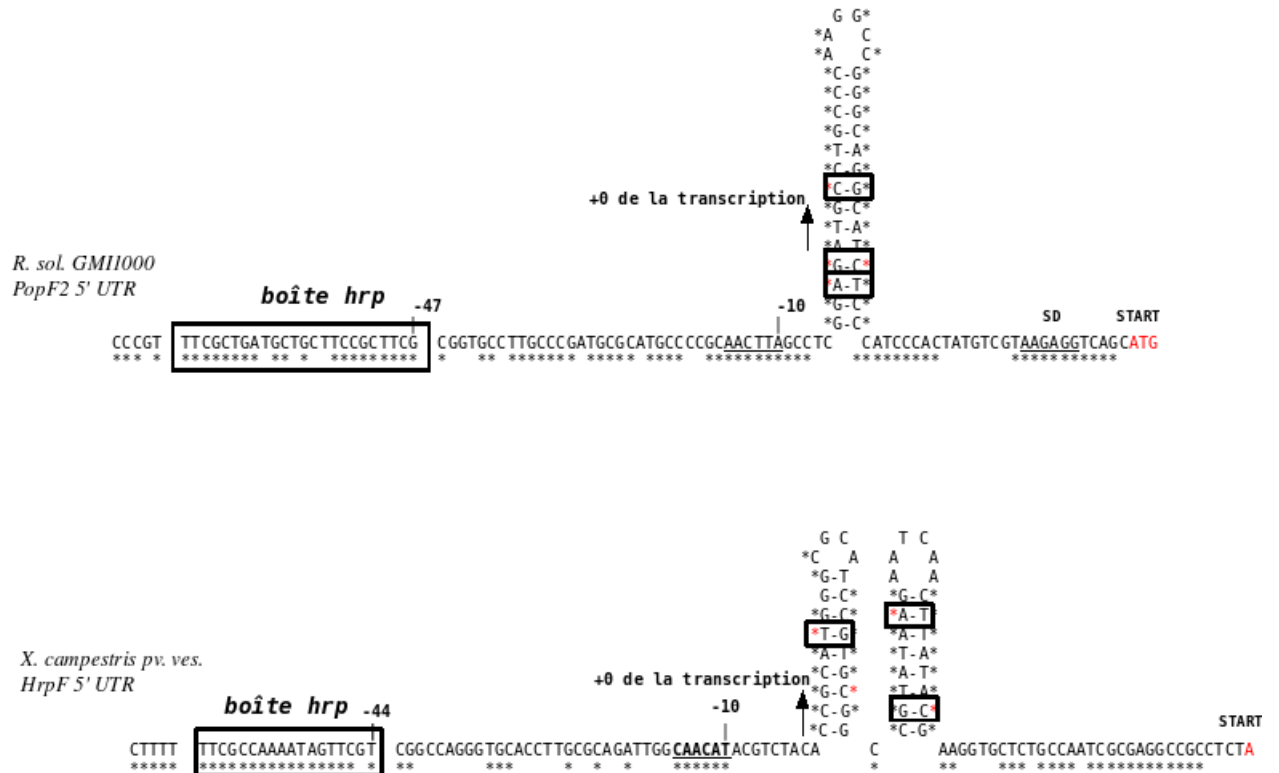 G G*
*A C
*A C*
*C-G*
*C-G*
*C-G*
*G-C*
*T-A*
*C-G*
*C-G*
+0 de la transcription
*G-C*
*T-A*
*A-T*
R. sol. GMI1000
*G-C*
PopF2 5' UTR
*A-T*
boîte hrp
-47
-10
*G-C*
*G-C*
SD
START
CCCGT TTCGCTGATGCTGCTTCCGCTTCG CGGTGCCTTGCCCGATGCGCATGCCCCGCAACTTAGCCTC CATCCCACTATGTCGTAAGAGGTCAGCATG
*** * ******** ** * ********* * ** ******* ***** **** *********** ********* ***********
G C T C
*C A A A
*G-T A A
G-C* *G-C*
*G-C* *A-T*
*T-G* *A-T*
*A-T* *T-A*
X. campestris pv. ves.
*C-G* *A-T*
+0 de la transcription
HrpF 5' UTR
*G-C* *T-A*
boîte hrp
-44
-10
*C-G* *G-C*
*C-G *C-G*
START
CTTTT TTCGCCAAAATAGTTCGT CGGCCAGGGTGCACCTTGCGCAGATTGGCAACATACGTCTACA C AAGGTGCTCTGCCAATCGCGAGGCCGCCTCTA
***** **************** * ** *** * * * ****** * ** *** **** ************